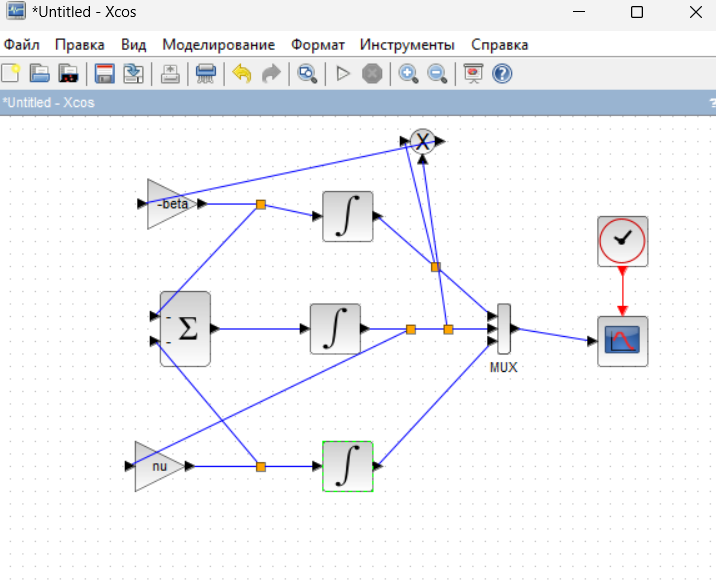 *Untitled - Xcos
Файл Правка Вид Моделирование Формат Инструменты Справка
*Untitled - Xcos ?
X
-beta
∫
-
Σ
-
∫
MUX
nu
∫